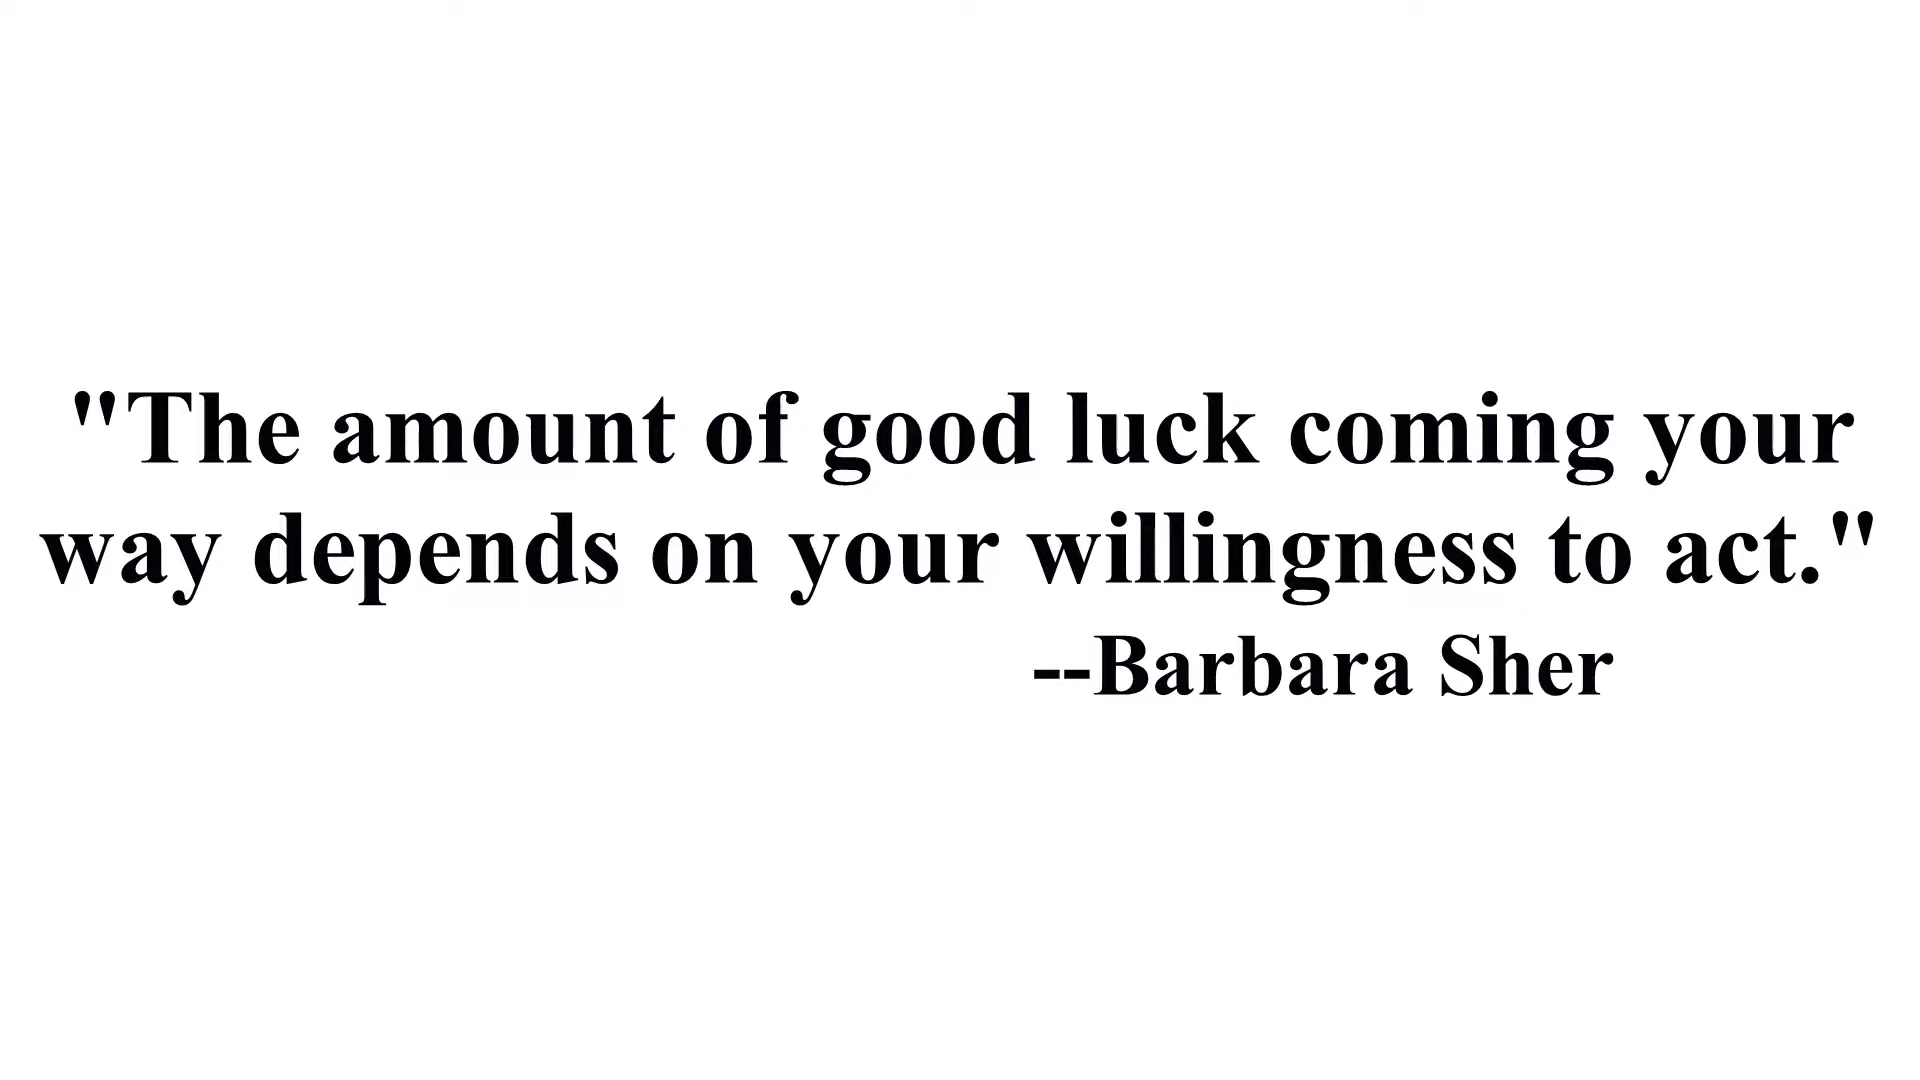 "The amount of good luck coming your
way depends on your willingness to act."
--Barbara Sher